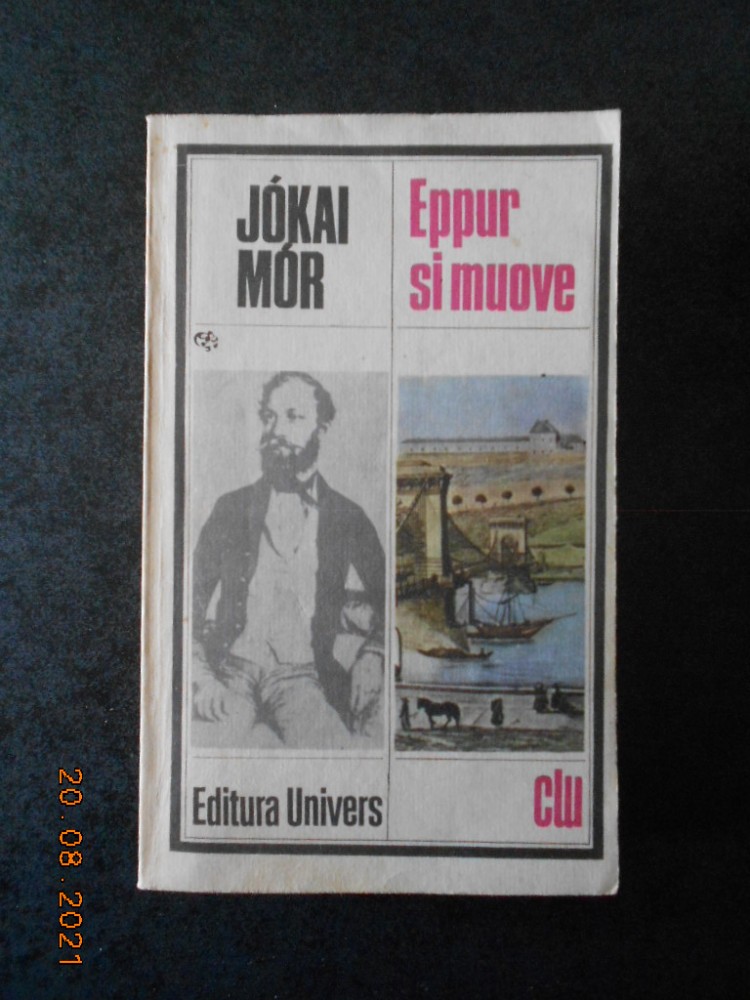 JÓKAI
MÓR
Eppur
si muove
Editura Univers
clu
20.08.2021